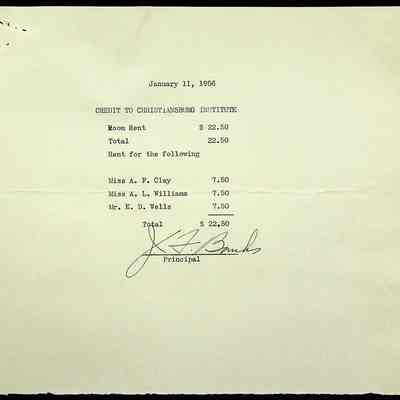 January 11, 1956
CREDIT TO CHRISTIANSBURG INSTITUTE
Room Rent $ 22.50
Total 22.50
Rent for the following
Miss A. F. Clay 7.50
Miss A. L. Williams 7.50
Mr. E. D. Wells 7.50
Total $ 22.50
J. F. Banks
Principal